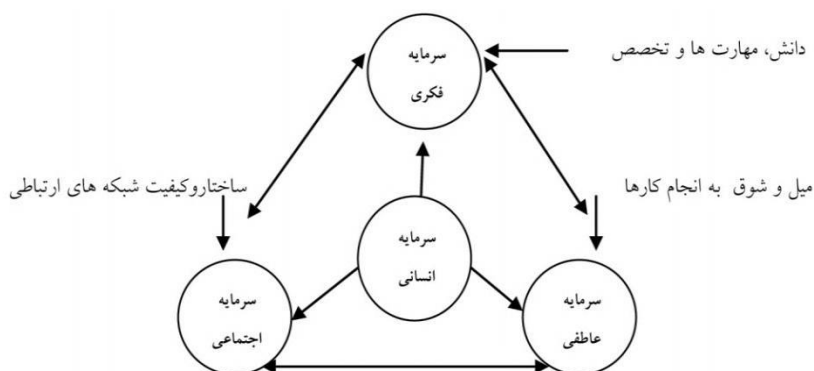 سرمایه
فکری
دانش، مهارت ها و تخصص
میل و شوق به انجام کارها
ساختاروکیفیت شبکه های ارتباطی
سرمایه
انسانی
سرمایه
عاطفی
سرمایه
اجتماعی